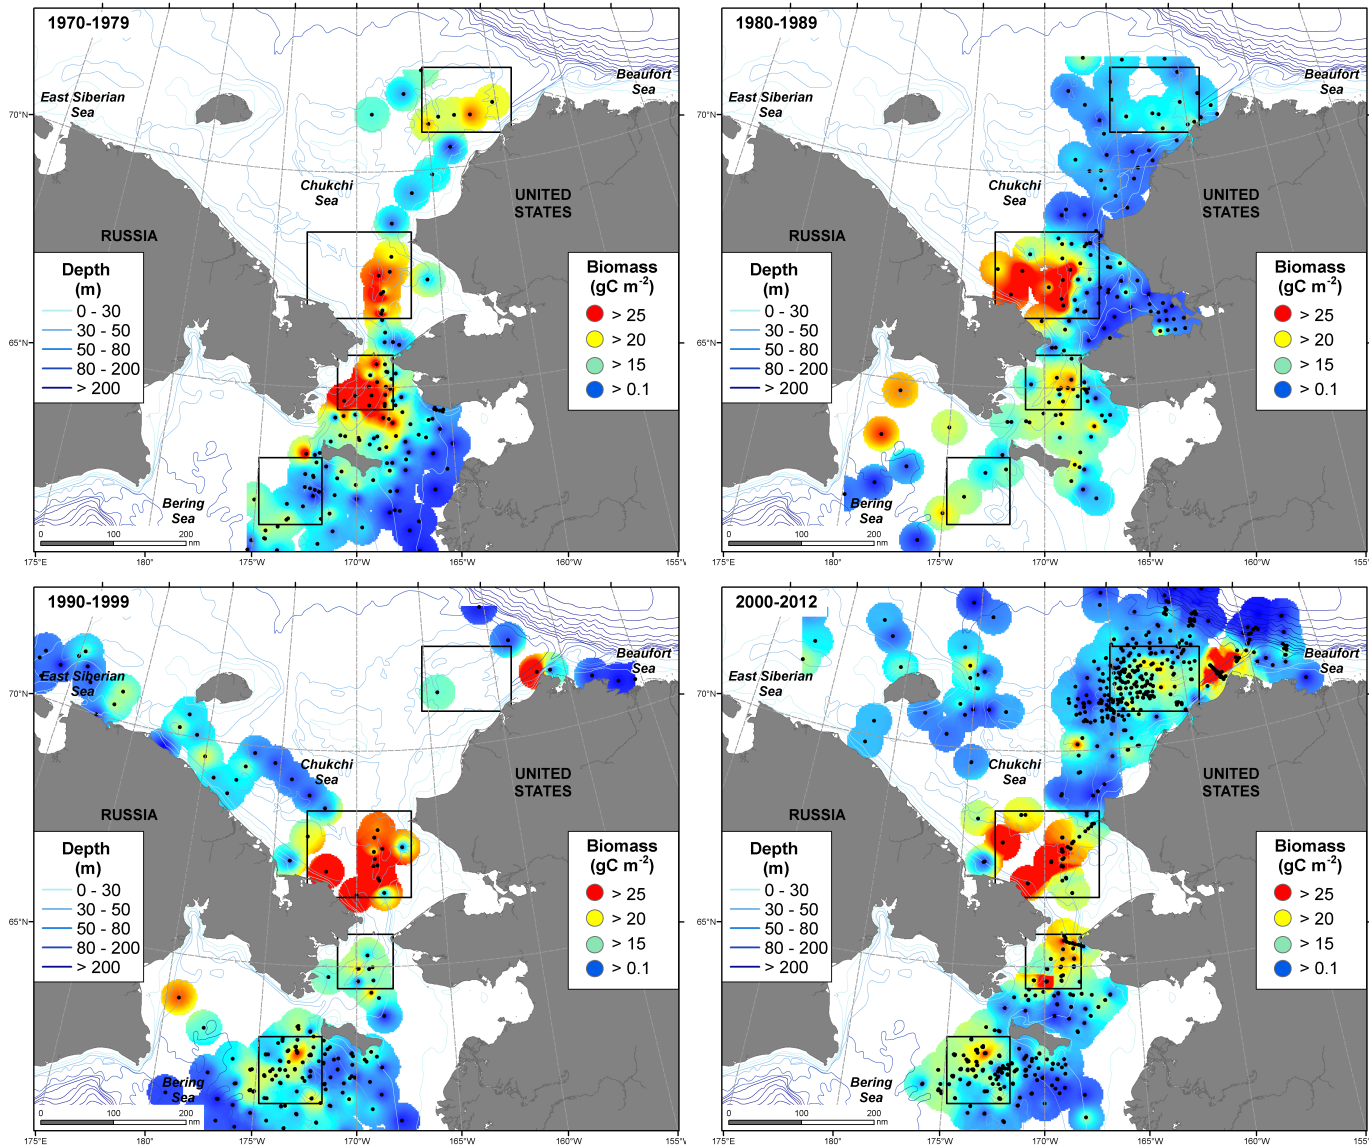 1970-1979
East Siberian
Sea
Beaufort
Sea
70°N
Chukchi
Sea
UNITED
STATES
RUSSIA
Depth
(m)
0 - 30
30 - 50
50 - 80
80 - 200
> 200
Biomass
(gC m-2)
> 25
> 20
> 15
> 0.1
65°N
Bering
Sea
0 100 200
nm
175°E 180° 175°W 170°W 165°W 160°W 155°
1980-1989
East Siberian
Sea
Beaufort
Sea
70°N
Chukchi
Sea
UNITED
STATES
RUSSIA
Depth
(m)
0 - 30
30 - 50
50 - 80
80 - 200
> 200
Biomass
(gC m-2)
> 25
> 20
> 15
> 0.1
65°N
Bering
Sea
0 100 200
nm
175°E 180° 175°W 170°W 165°W 160°W 155°
1990-1999
East Siberian
Sea
Beaufort
Sea
70°N
Chukchi
Sea
UNITED
STATES
RUSSIA
Depth
(m)
0 - 30
30 - 50
50 - 80
80 - 200
> 200
Biomass
(gC m-2)
> 25
> 20
> 15
> 0.1
65°N
Bering
Sea
0 100 200
nm
175°E 180° 175°W 170°W 165°W 160°W 155°
2000-2012
East Siberian
Sea
Beaufort
Sea
70°N
Chukchi
Sea
UNITED
STATES
RUSSIA
Depth
(m)
0 - 30
30 - 50
50 - 80
80 - 200
> 200
Biomass
(gC m-2)
> 25
> 20
> 15
> 0.1
65°N
Bering
Sea
0 100 200
nm
175°E 180° 175°W 170°W 165°W 160°W 155°